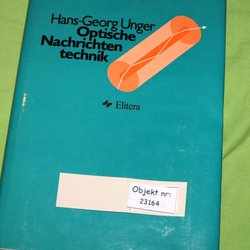 Hans-Georg Unger
Optische
Nachrichten
technik
Elitera
Objekt nr:
23164